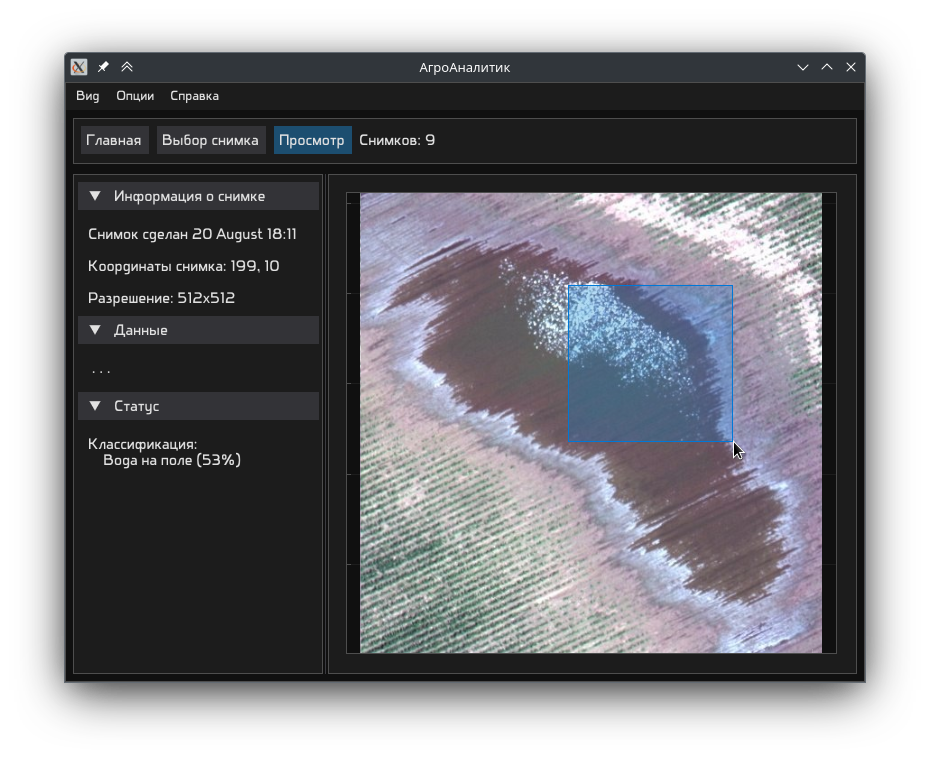 АгроАналитик
Вид Опции Справка
Главная Выбор снимка Просмотр Снимков: 9
Информация о снимке
Снимок сделан 20 August 18:11
Координаты снимка: 199, 10
Разрешение: 512x512
Данные
...
Статус
Классификация:
Вода на поле (53%)